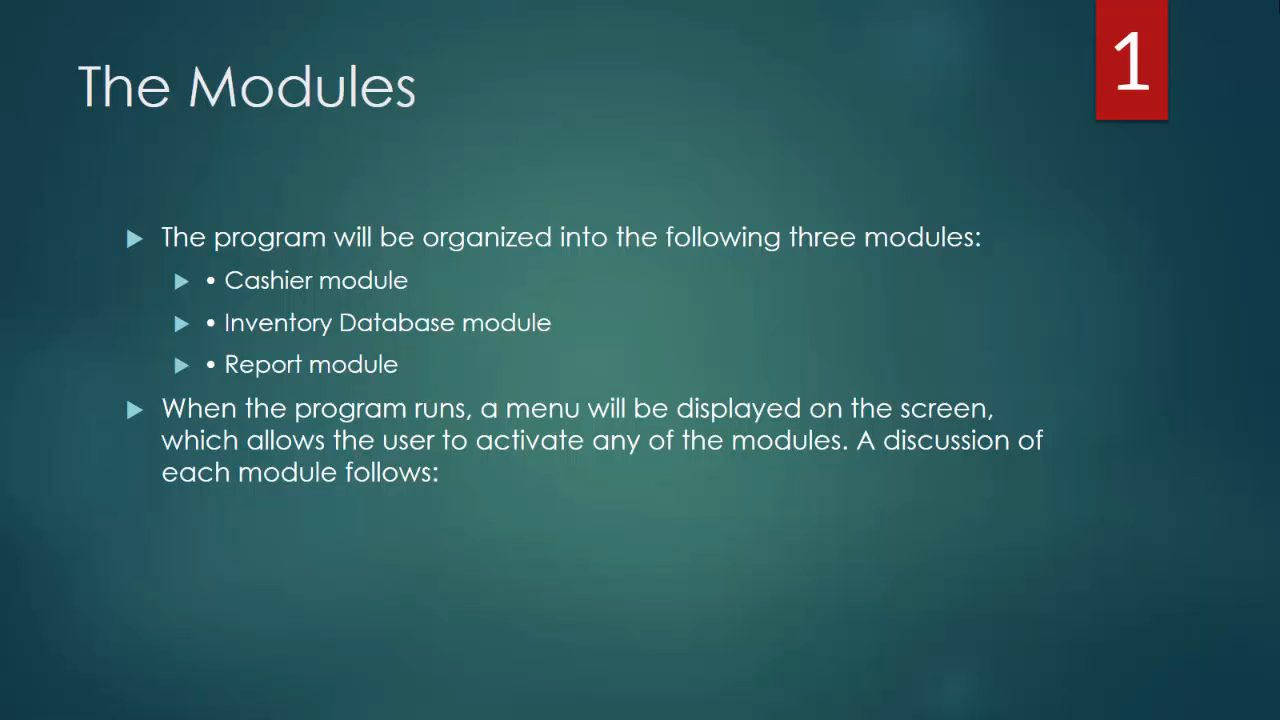 The Modules
1
The program will be organized into the following three modules:
• Cashier module
• Inventory Database module
• Report module
When the program runs, a menu will be displayed on the screen,
which allows the user to activate any of the modules. A discussion of
each module follows: